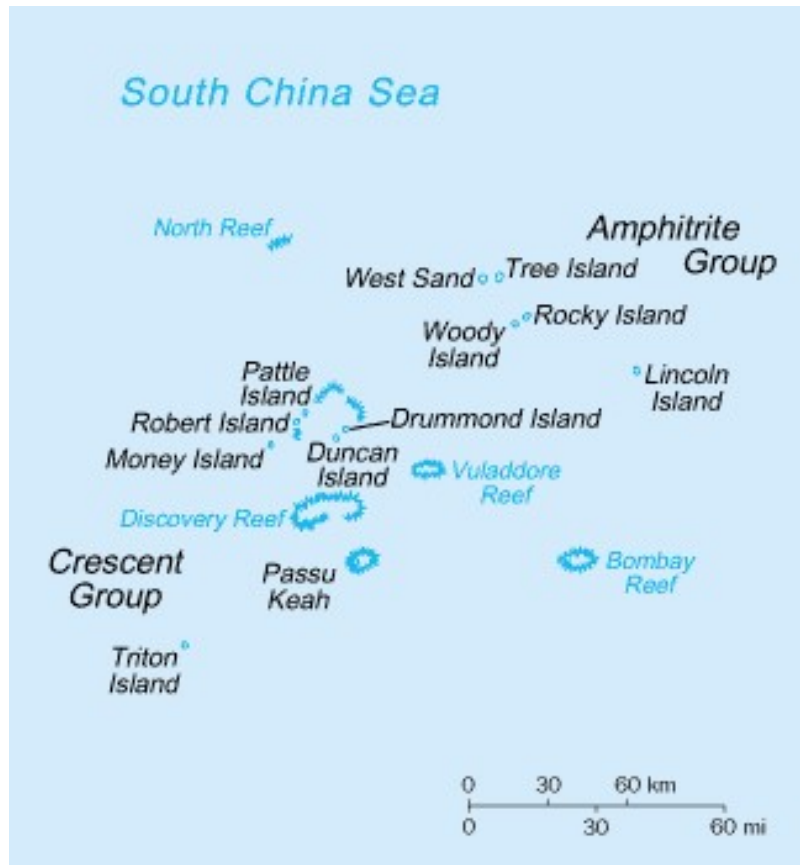 South China Sea
North Reef
Amphitrite
Group
West Sand
Tree Island
Rocky Island
Woody
Island
Pattle
Island
Lincoln
Island
Robert Island
Drummond Island
Money Island
Duncan
Island
Vuladdore
Reef
Discovery Reef
Crescent
Group
Passu
Keah
Bombay
Reef
Triton
Island
0 30 60 km
0 30 60 mi